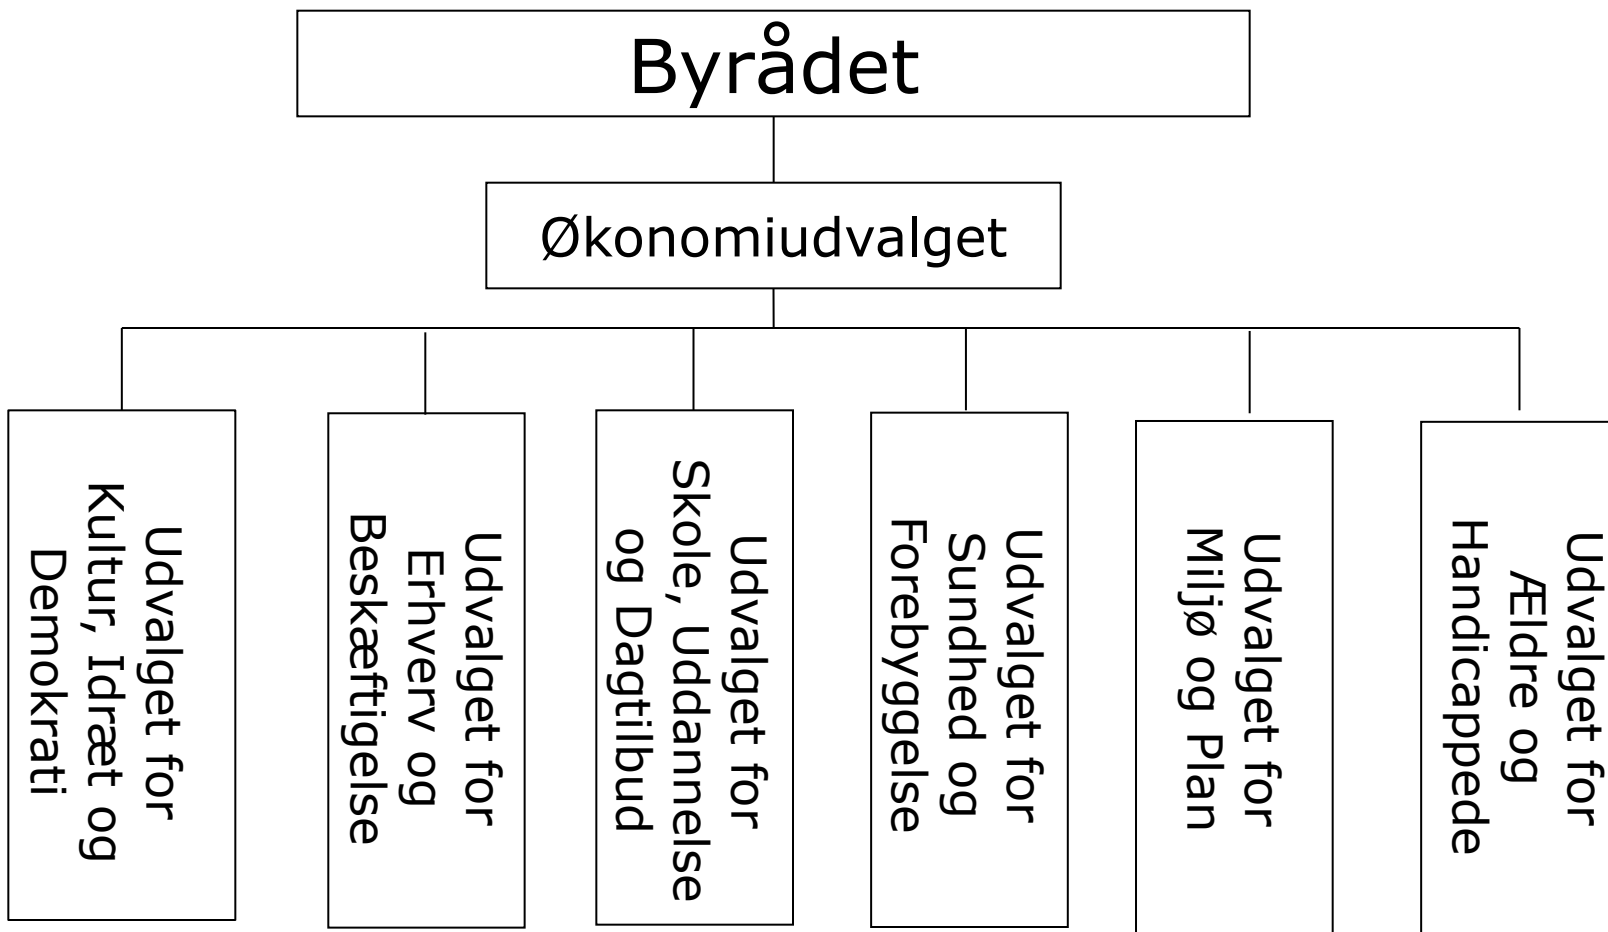 Byrådet
Økonomiudvalget
Udvalget for
Kultur, Idræt og
Demokrati
Udvalget for
Erhverv og
Beskæftigelse
Udvalget for
Skole, Uddannelse
og Dagtilbud
Udvalget for
Sundhed og
Forebyggelse
Udvalget for
Miljø og Plan
Udvalget for
Ældre og
Handicappede